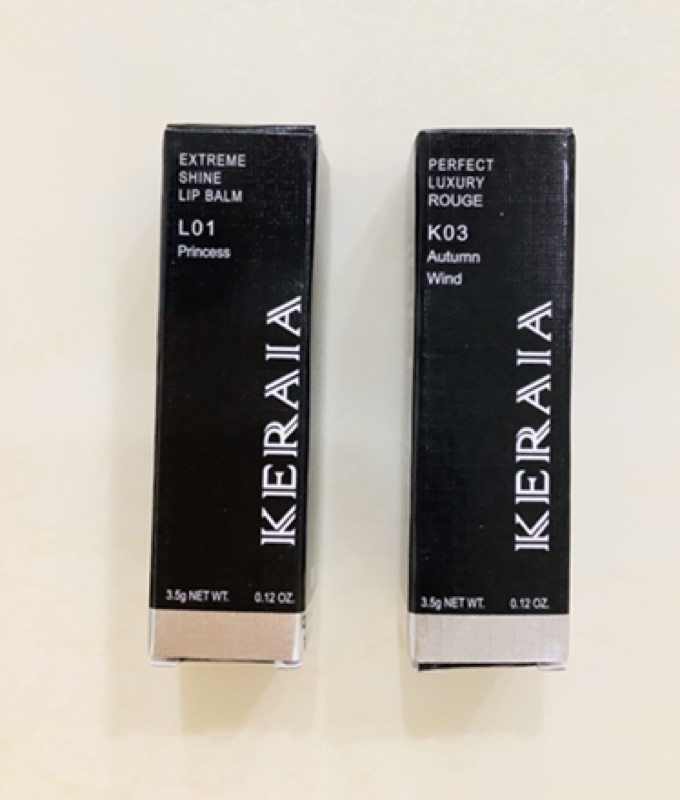 EXTREME
SHINE
LIP BALM
L01
Princess
KERAIA
3.5g NET WT. 0.12 OZ.
PERFECT
LUXURY
ROUGE
K03
Autumn
Wind
KERAIA
3.5g NET WT. 0.12 OZ.